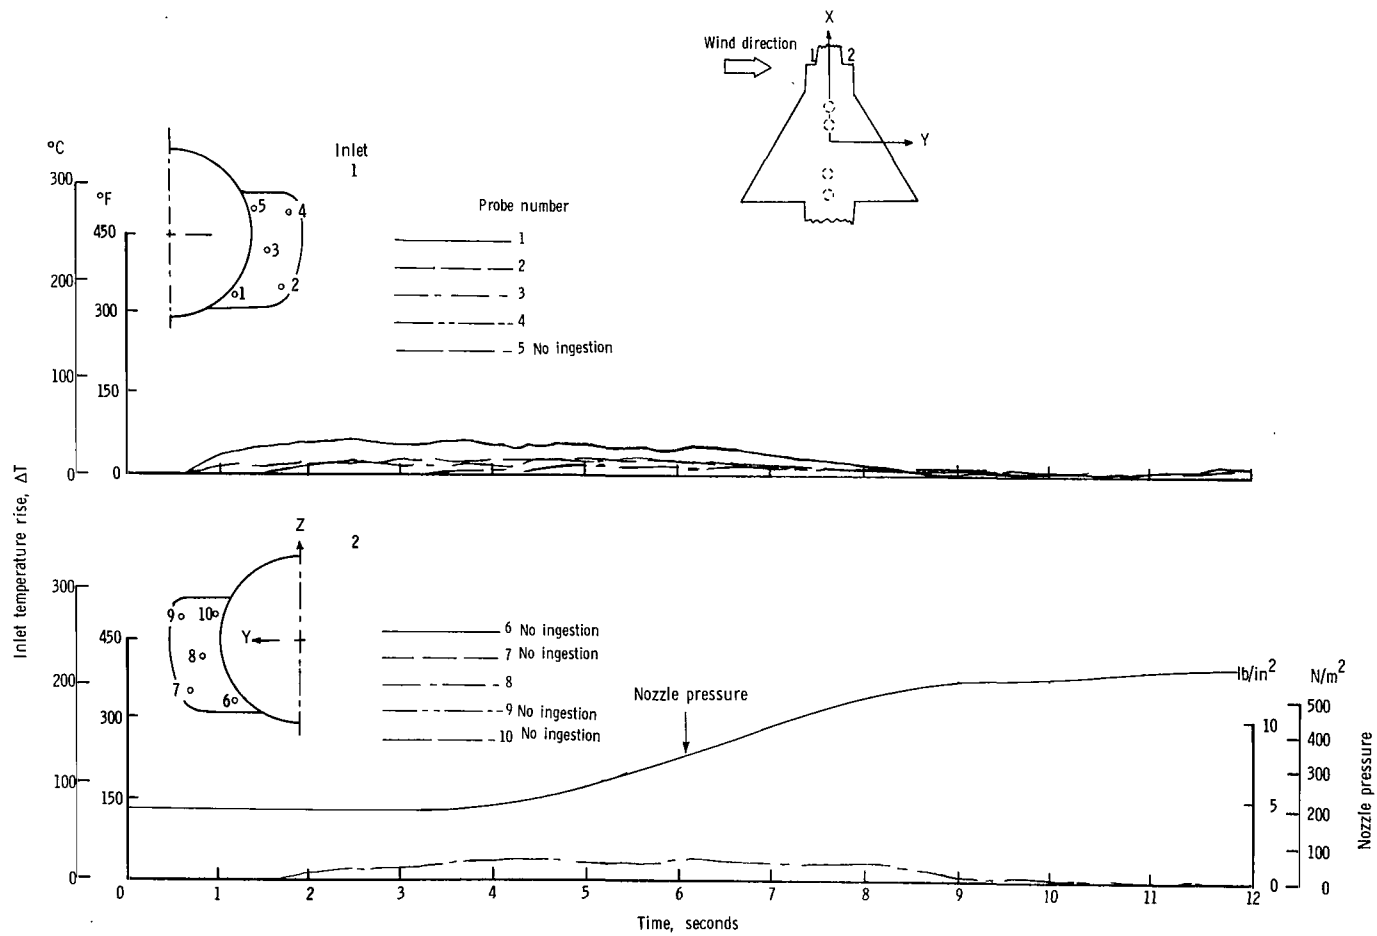 X
Wind direction
1
2
Y
°C
300
°F
450
200
300
100
150
0
0
Inlet
1
5
4
3
2
1
Probe number
1
2
3
4
5 No ingestion
Inlet temperature rise, ΔT
Z
2
300
450
200
300
100
150
0
9
10
8
7
6
Y
6 No ingestion
7 No ingestion
8
9 No ingestion
10 No ingestion
Nozzle pressure
lb/in²
N/m²
10
5
0
500
400
300
200
100
0
Nozzle pressure
0 1 2 3 4 5 6 7 8 9 10 11 12
Time, seconds